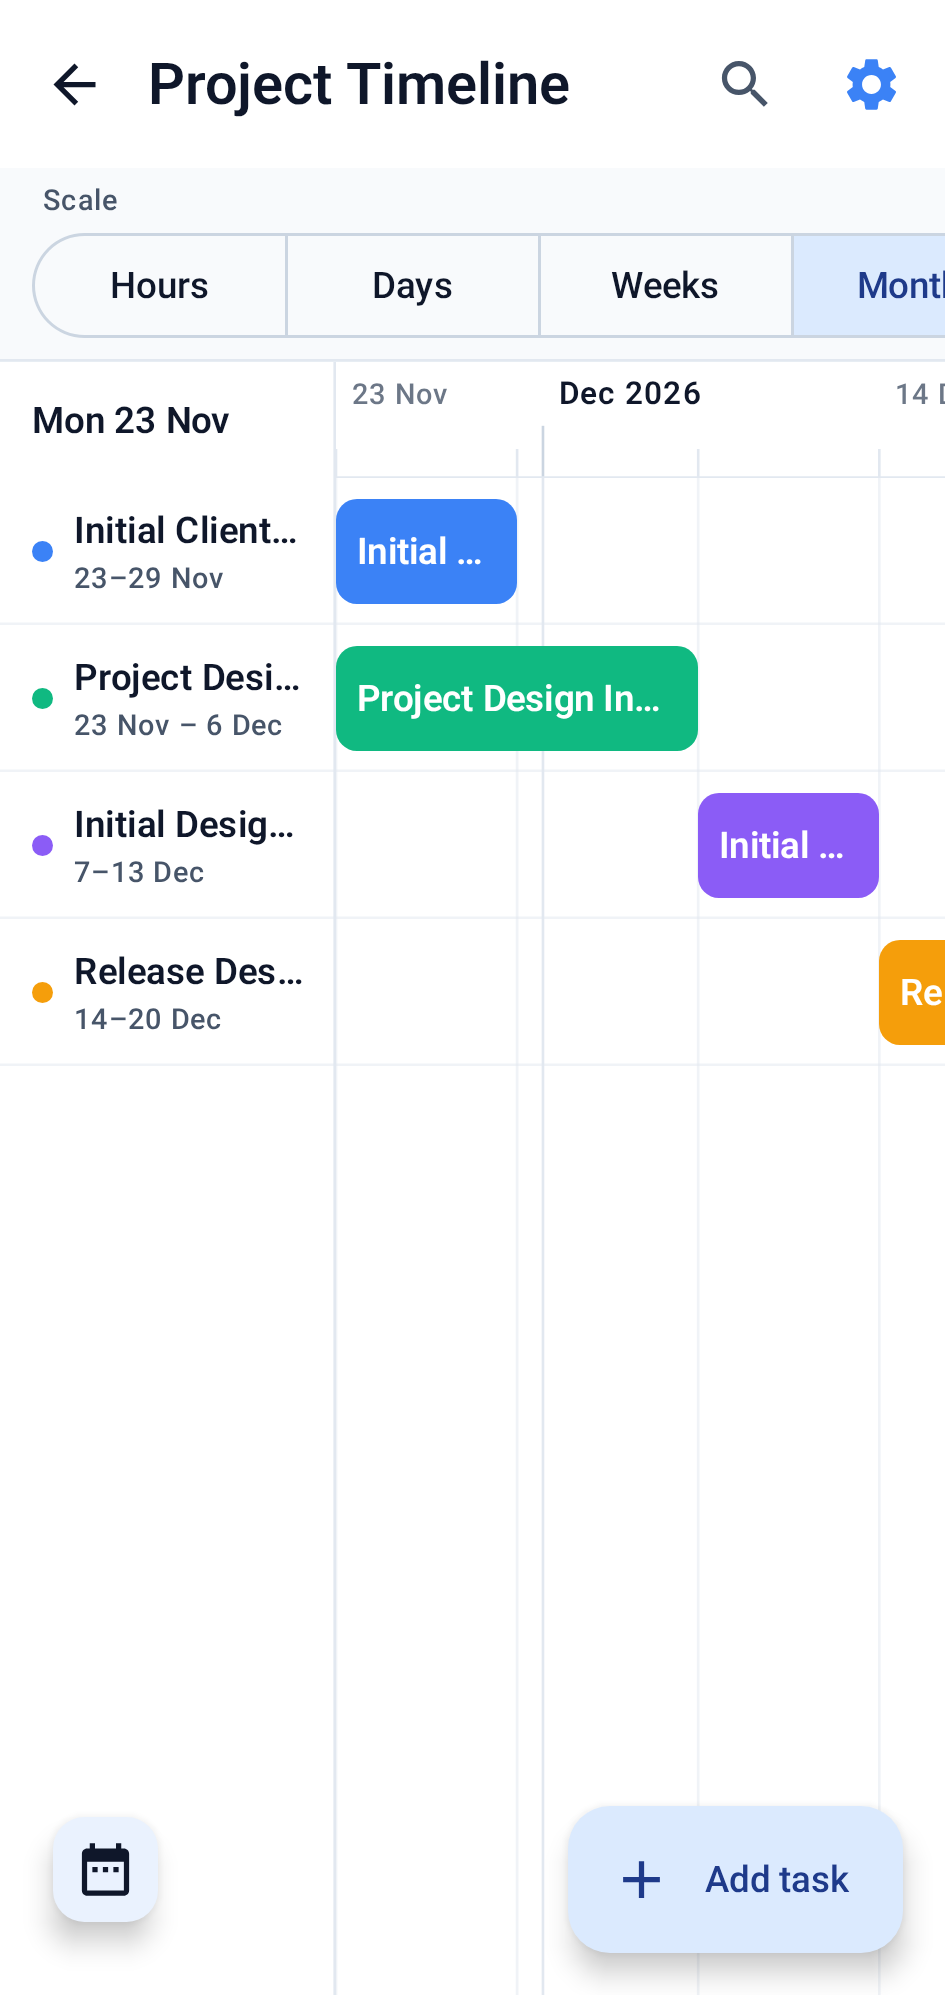 Project Timeline
Scale
Hours
Days
Weeks
Mont
Mon 23 Nov
23 Nov
Dec 2026
14 D
Initial Client...
23–29 Nov
Initial ...
Project Desi...
23 Nov – 6 Dec
Project Design In...
Initial Desig...
7–13 Dec
Initial ...
Release Des...
14–20 Dec
Re
Add task